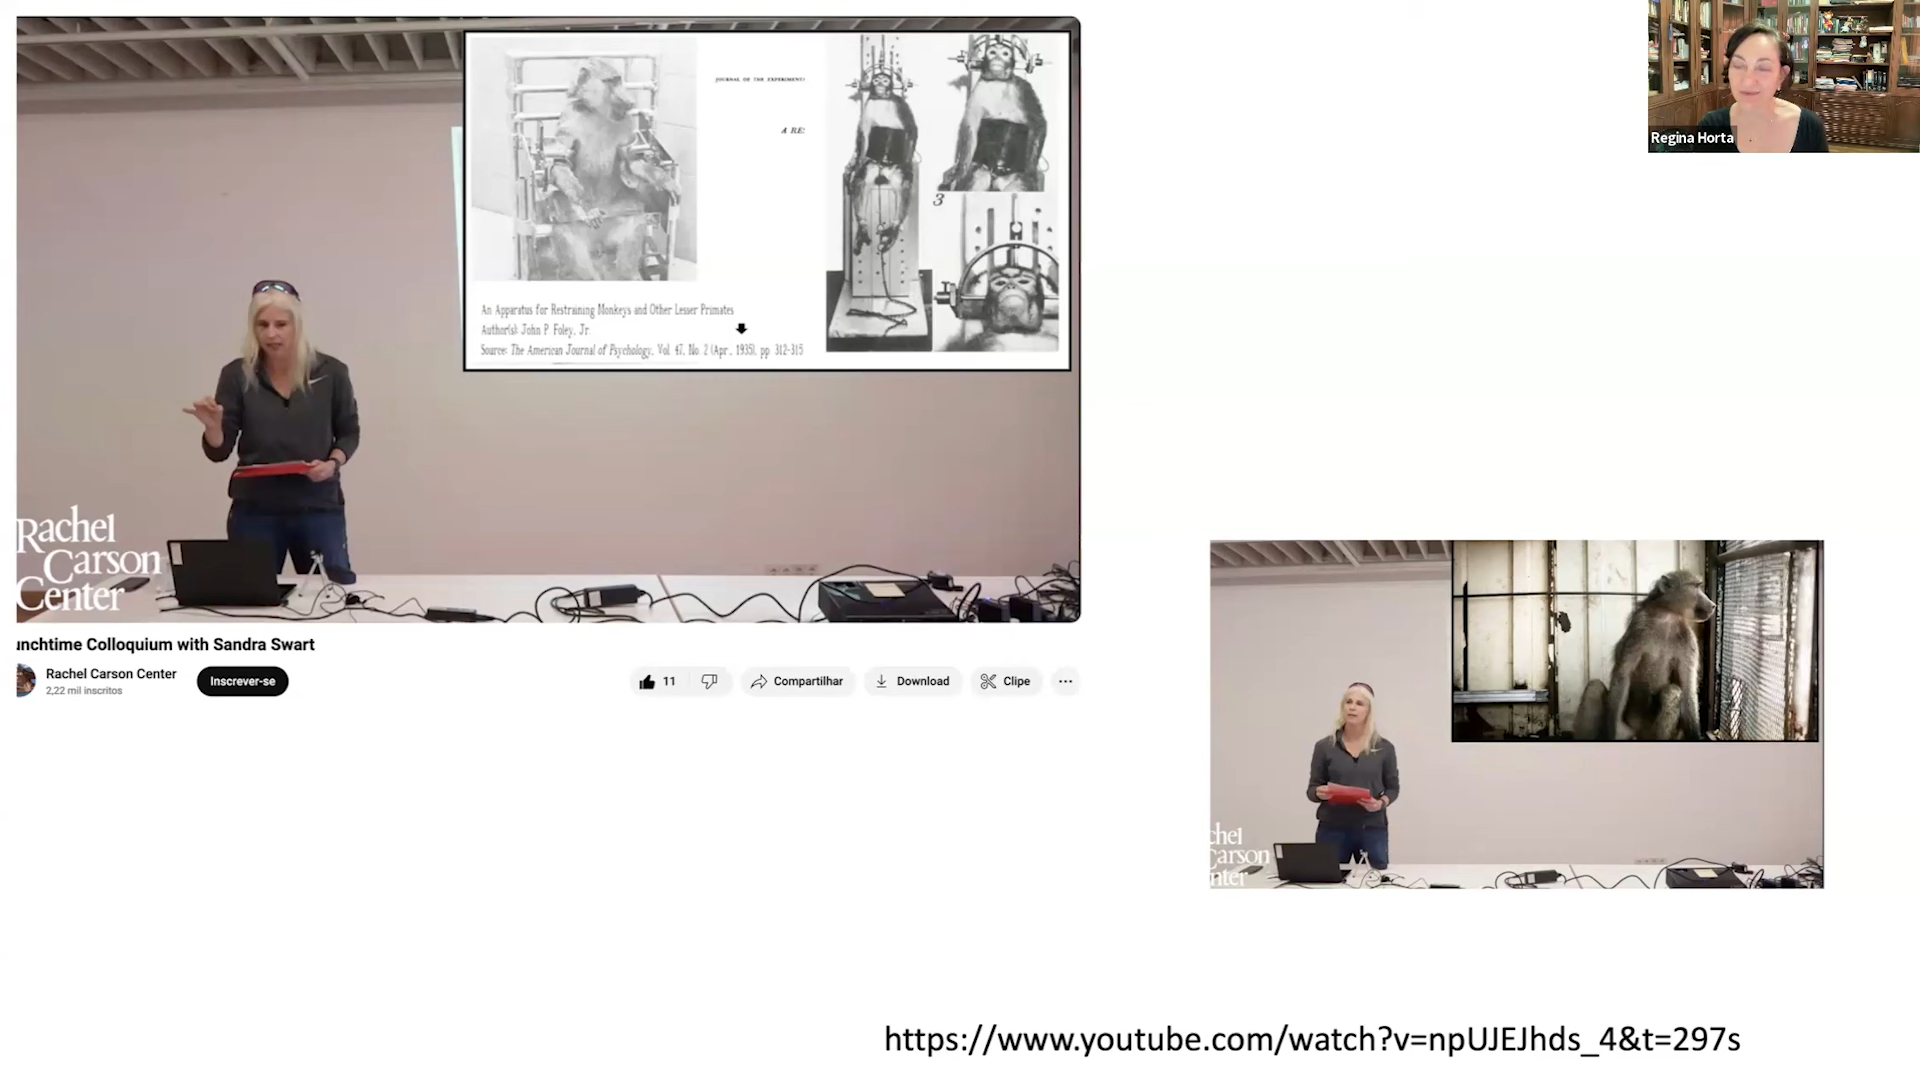 Regina Horta
JOURNAL OF THE EXPERIMENT
A RE
3
An Apparatus for Restraining Monkeys and Other Lesser Primates
Author(s): John P. Foley, Jr.
Source: The American Journal of Psychology, Vol. 47, No. 2 (Apr., 1935), pp. 312-315
Rachel
Carson
Center
unchtime Colloquium with Sandra Swart
Rachel Carson Center
2,22 mil inscritos
Inscrever-se
11
Compartilhar
Download
Clipe
chel
Carson
nter
https://www.youtube.com/watch?v=npUJEJhds_4&t=297s